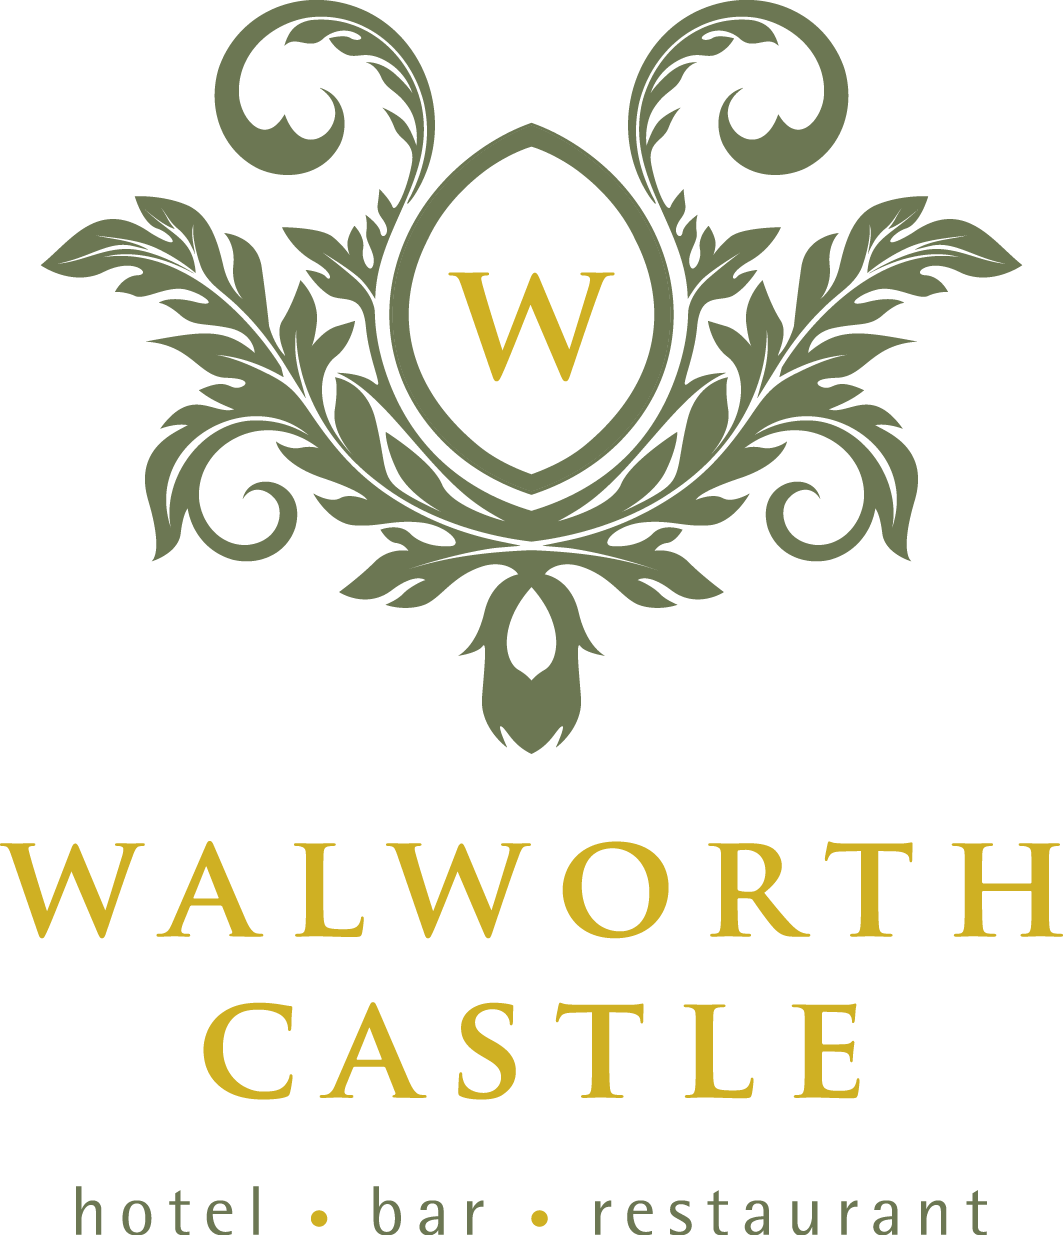 W
WALWORTH
CASTLE
hotel • bar • restaurant